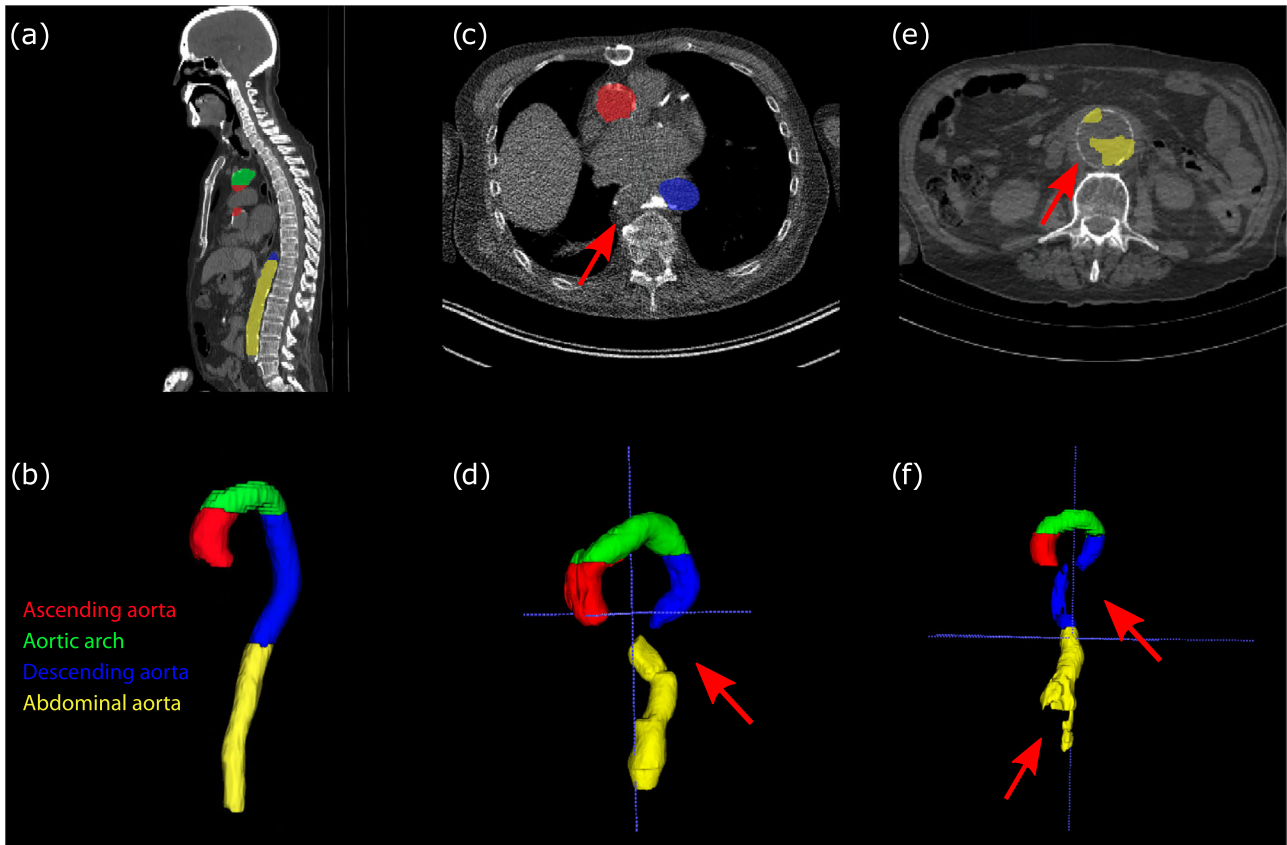 (a)
(c)
(e)
(b)
(d)
(f)
Ascending aorta
Aortic arch
Descending aorta
Abdominal aorta